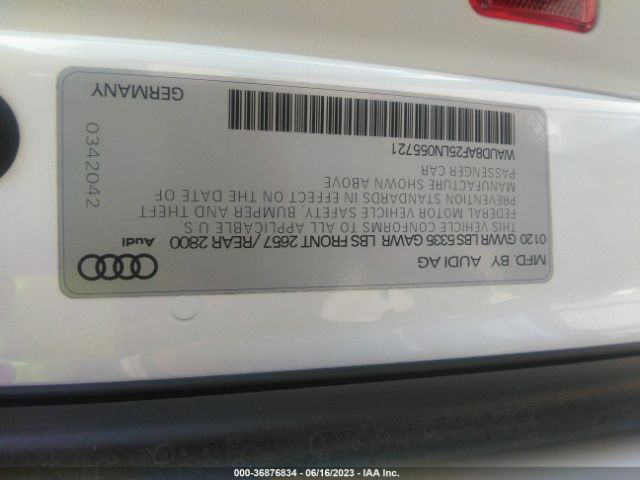 MFD. BY AUDI AG
Audi
0120 GVWR LBS 5335 GAWR LBS FRONT 2657 / REAR 2800
THIS VEHICLE CONFORMS TO ALL APPLICABLE U S
FEDERAL MOTOR VEHICLE SAFETY, BUMPER AND THEFT
PREVENTION STANDARDS IN EFFECT ON THE DATE OF
MANUFACTURE SHOWN ABOVE
PASSENGER CAR
WAUD8AF25LN055721
0342042
GERMANY
000-36876834 - 06/16/2023 - IAA Inc.